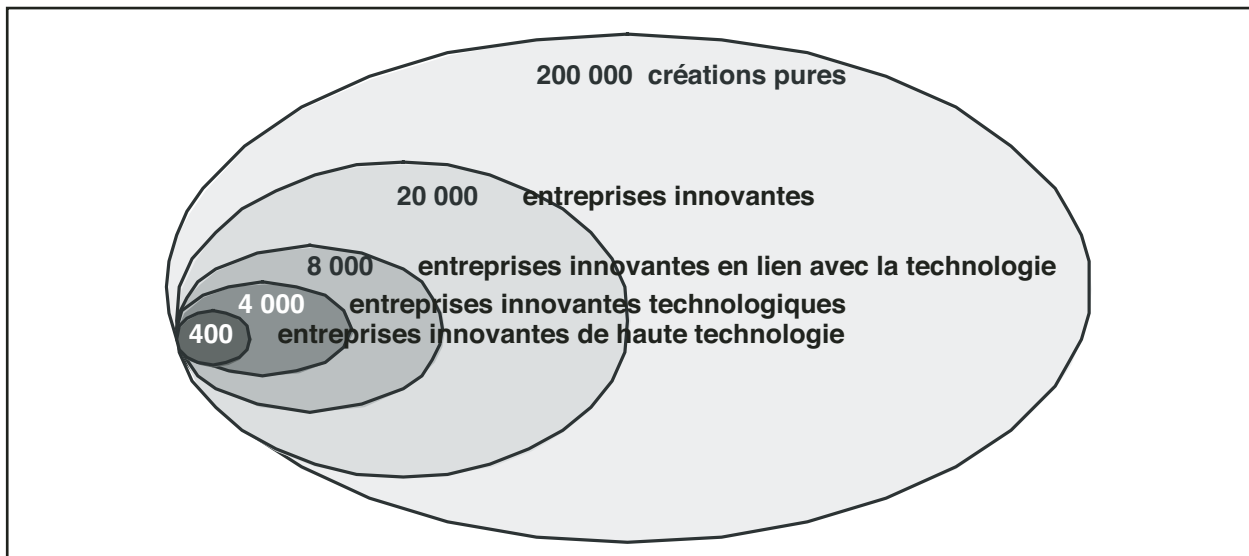 200 000 créations pures
20 000 entreprises innovantes
8 000 entreprises innovantes en lien avec la technologie
4 000 entreprises innovantes technologiques
400 entreprises innovantes de haute technologie